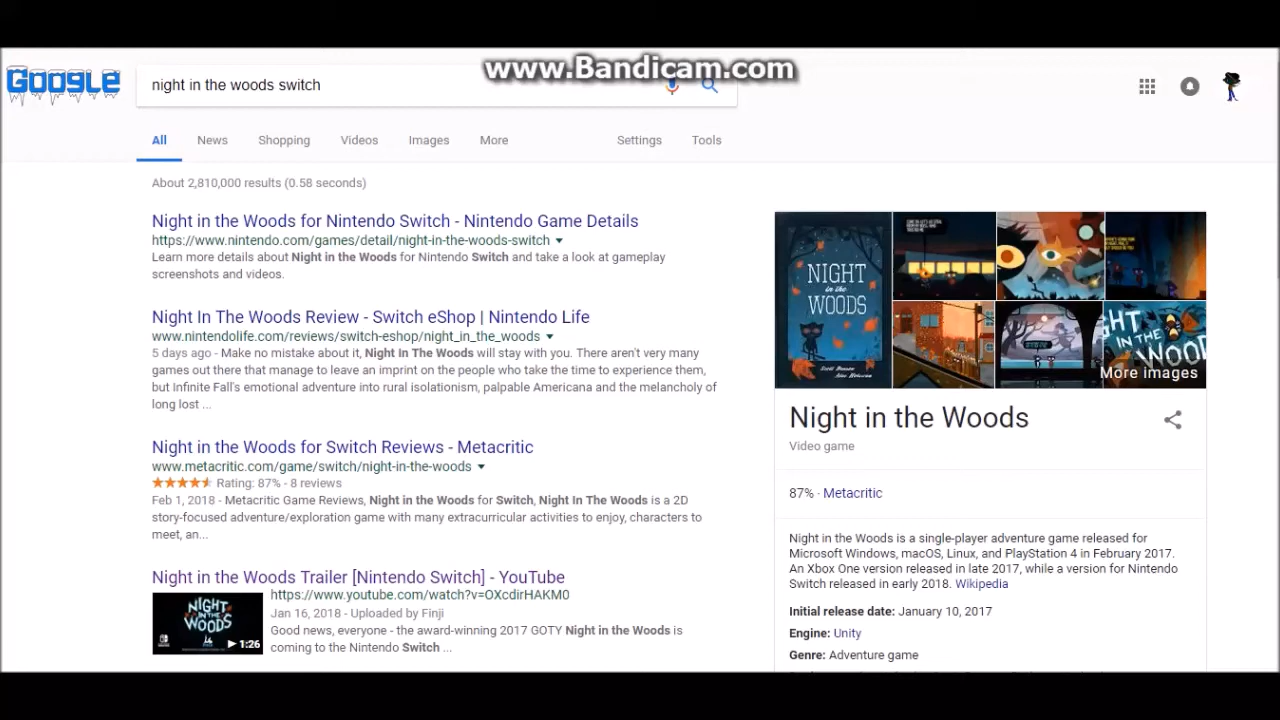 www.Bandicam.com
Google
night in the woods switch
All
News
Shopping
Videos
Images
More
Settings
Tools
About 2,810,000 results (0.58 seconds)
Night in the Woods for Nintendo Switch - Nintendo Game Details
https://www.nintendo.com/games/detail/night-in-the-woods-switch
Learn more details about Night in the Woods for Nintendo Switch and take a look at gameplay
screenshots and videos.
Night In The Woods Review - Switch eShop | Nintendo Life
www.nintendolife.com/reviews/switch-eshop/night_in_the_woods
5 days ago - Make no mistake about it, Night In The Woods will stay with you. There aren't very many
games out there that manage to leave an imprint on the people who take the time to experience them,
but Infinite Fall's emotional adventure into rural isolationism, palpable Americana and the melancholy of
long lost ...
Night in the Woods for Switch Reviews - Metacritic
www.metacritic.com/game/switch/night-in-the-woods
Rating: 87% - 8 reviews
Feb 1, 2018 - Metacritic Game Reviews, Night in the Woods for Switch, Night In The Woods is a 2D
story-focused adventure/exploration game with many extracurricular activities to enjoy, characters to
meet, an...
Night in the Woods Trailer [Nintendo Switch] - YouTube
https://www.youtube.com/watch?v=OXcdirHAKM0
Jan 16, 2018 - Uploaded by Finji
Good news, everyone - the award-winning 2017 GOTY Night in the Woods is
coming to the Nintendo Switch ...
NIGHT
IN THE
WOODS
1:26
NIGHT
in the
WOODS
HT
IN THE
WOO
More images
Night in the Woods
Video game
87% · Metacritic
Night in the Woods is a single-player adventure game released for
Microsoft Windows, macOS, Linux, and PlayStation 4 in February 2017.
An Xbox One version released in late 2017, while a version for Nintendo
Switch released in early 2018. Wikipedia
Initial release date: January 10, 2017
Engine: Unity
Genre: Adventure game